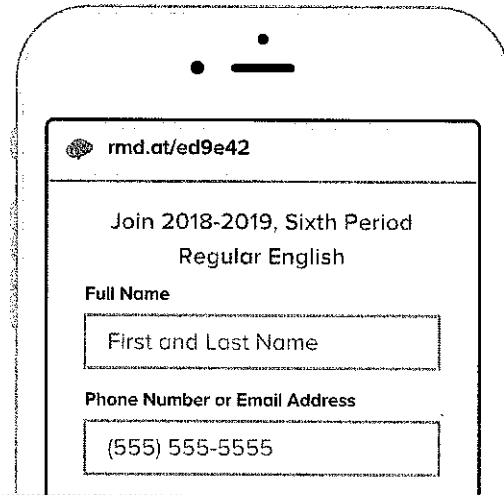 rmd.at/ed9e42
Join 2018-2019, Sixth Period
Regular English
Full Name
First and Last Name
Phone Number or Email Address
(555) 555-5555